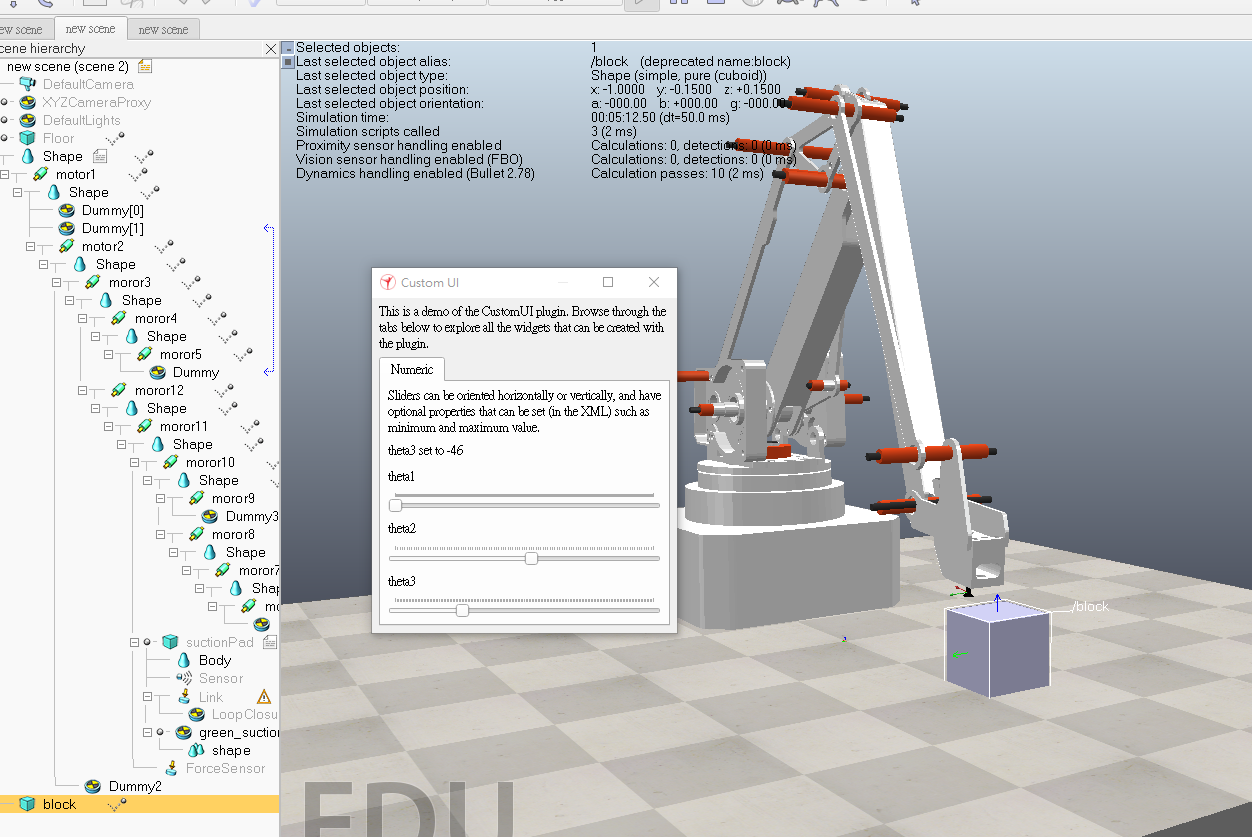 new scene
new scene
new scene
cene hierarchy
new scene (scene 2)
DefaultCamera
XYZCameraProxy
DefaultLights
Floor
Shape
motor1
Shape
Dummy[0]
Dummy[1]
motor2
Shape
moror3
Shape
moror4
Shape
moror5
Dummy
moror12
Shape
moror11
Shape
moror10
Shape
moror9
Dummy3
moror8
Shape
moror7
Shap
mo
suctionPad
Body
Sensor
Link
LoopClosu
green_suction
shape
ForceSensor
Dummy2
block
Selected objects: 1
Last selected object alias: /block (deprecated name:block)
Last selected object type: Shape (simple, pure (cuboid))
Last selected object position: x: -1.0000 y: -0.1500 z: +0.1500
Last selected object orientation: a: -000.00 b: +000.00 g: -000.00
Simulation time: 00:05:12.50 (dt=50.0 ms)
Simulation scripts called 3 (2 ms)
Proximity sensor handling enabled Calculations: 0, detections: 0 (0 ms)
Vision sensor handling enabled (FBO) Calculations: 0, detections: 0 (0 ms)
Dynamics handling enabled (Bullet 2.78) Calculation passes: 10 (2 ms)
Custom UI
This is a demo of the CustomUI plugin. Browse through the
tabs below to explore all the widgets that can be created with
the plugin.
Numeric
Sliders can be oriented horizontally or vertically, and have
optional properties that can be set (in the XML) such as
minimum and maximum value.
theta3 set to -46
theta1
theta2
theta3
/block
EDU